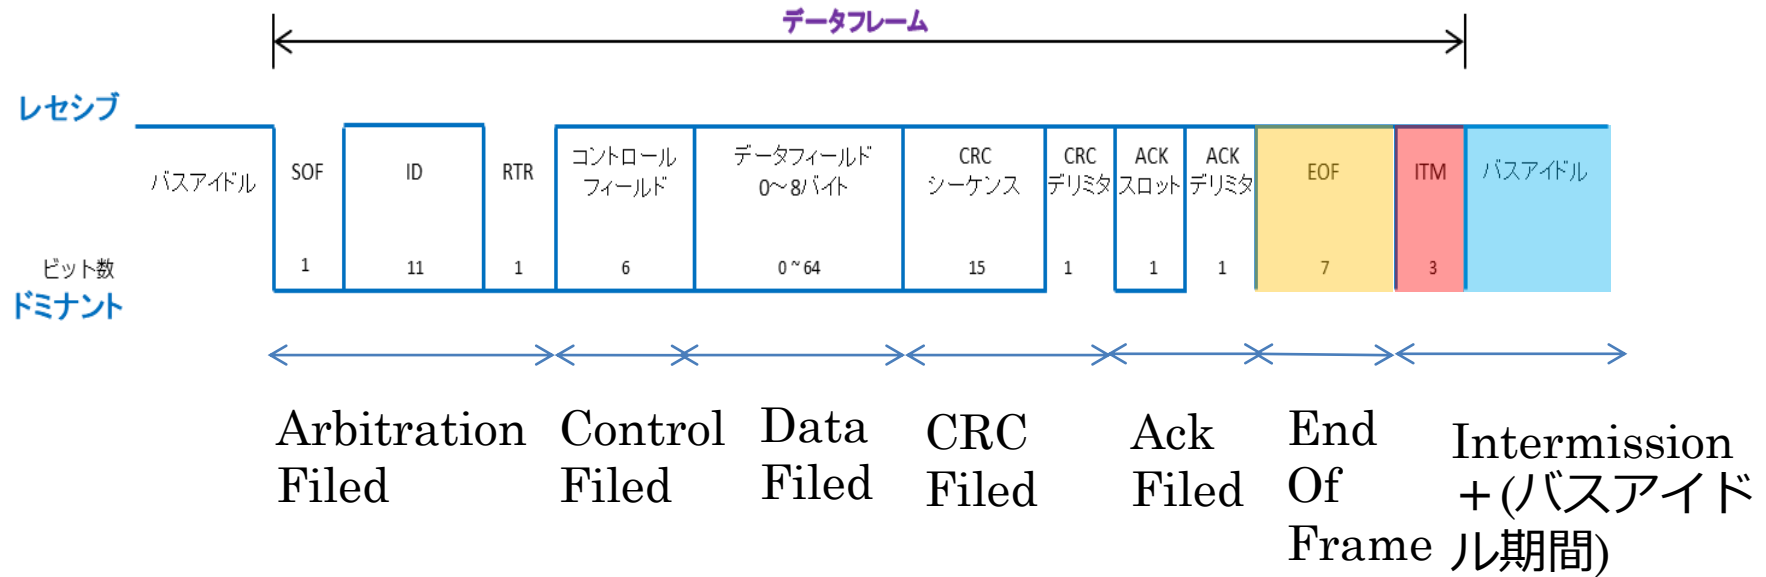 データフレーム
レセシブ
バスアイドル
SOF
ID
RTR
コントロール
フィールド
データフィールド
0～8バイト
CRC
シーケンス
CRC
デリミタ
ACK
スロット
ACK
デリミタ
EOF
ITM
バスアイドル
ビット数
1
11
1
6
0 ~ 64
15
1
1
1
7
3
ドミナント
Arbitration
Filed
Control
Filed
Data
Filed
CRC
Filed
Ack
Filed
End
Of
Frame
Intermission
＋(バスアイド
ル期間)